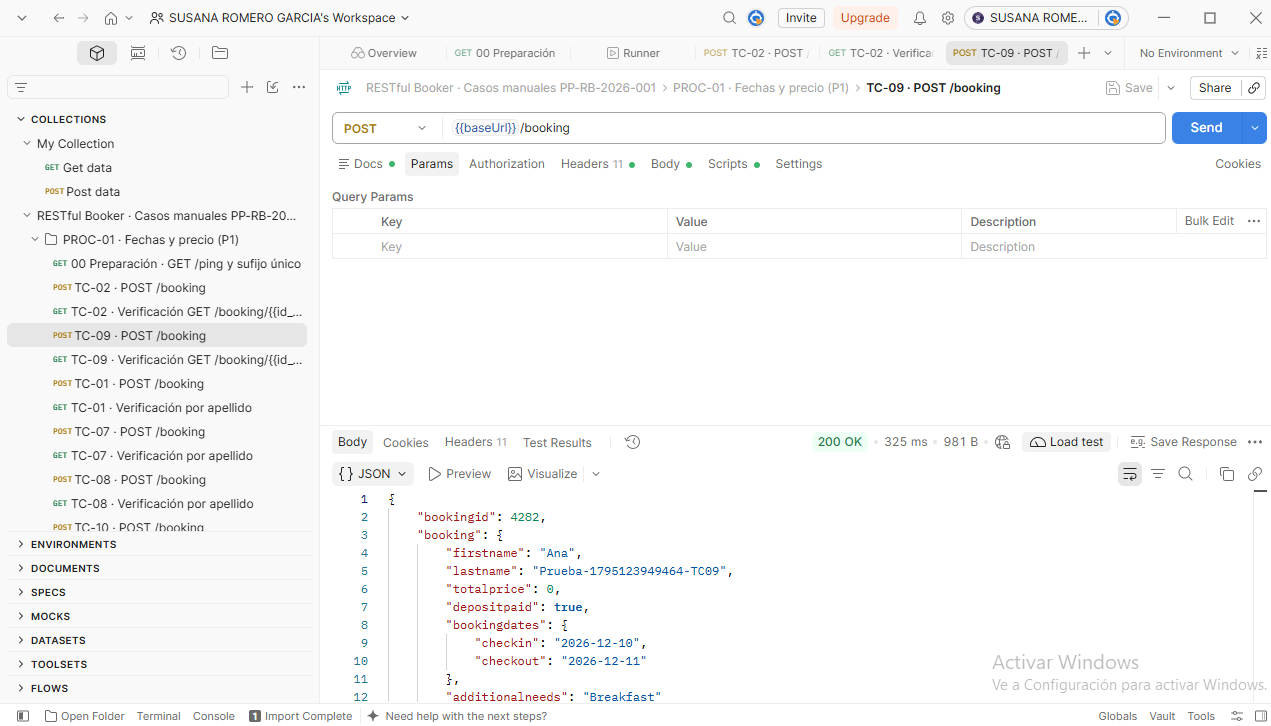 SUSANA ROMERO GARCIA's Workspace
Invite
Upgrade
SUSANA ROME...
Overview
GET 00 Preparación
Runner
POST TC-02 · POST /
GET TC-02 · Verifica
POST TC-09 · POST /
No Environment
RESTful Booker · Casos manuales PP-RB-2026-001 > PROC-01 · Fechas y precio (P1) > TC-09 · POST /booking
Save
Share
COLLECTIONS
My Collection
GET Get data
POST Post data
RESTful Booker · Casos manuales PP-RB-20...
PROC-01 · Fechas y precio (P1)
GET 00 Preparación · GET /ping y sufijo único
POST TC-02 · POST /booking
GET TC-02 · Verificación GET /booking/{{id_...
POST TC-09 · POST /booking
GET TC-09 · Verificación GET /booking/{{id_...
POST TC-01 · POST /booking
GET TC-01 · Verificación por apellido
POST TC-07 · POST /booking
GET TC-07 · Verificación por apellido
POST TC-08 · POST /booking
GET TC-08 · Verificación por apellido
POST TC-10 · POST /booking
ENVIRONMENTS
DOCUMENTS
SPECS
MOCKS
DATASETS
TOOLSETS
FLOWS
POST
{{baseUrl}} /booking
Send
Docs
Params
Authorization
Headers 11
Body
Scripts
Settings
Cookies
Query Params
Key Value Description Bulk Edit
Key Value Description
Body
Cookies
Headers 11
Test Results
200 OK • 325 ms • 981 B
Load test
e.g. Save Response
{} JSON
Preview
Visualize
1 {
2 "bookingid": 4282,
3 "booking": {
4 "firstname": "Ana",
5 "lastname": "Prueba-1795123949464-TC09",
6 "totalprice": 0,
7 "depositpaid": true,
8 "bookingdates": {
9 "checkin": "2026-12-10",
10 "checkout": "2026-12-11"
11 },
12 "additionalneeds": "Breakfast"
Activar Windows
Ve a Configuración para activar Windows.
Open Folder
Terminal
Console
1 Import Complete
Need help with the next steps?
Globals
Vault
Tools